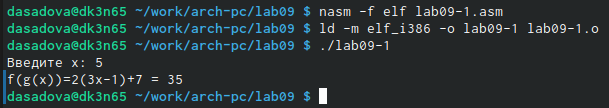 dasadova@dk3n65 ~/work/arch-pc/lab09 $ nasm -f elf lab09-1.asm
dasadova@dk3n65 ~/work/arch-pc/lab09 $ ld -m elf_i386 -o lab09-1 lab09-1.o
dasadova@dk3n65 ~/work/arch-pc/lab09 $ ./lab09-1
Введите x: 5
f(g(x))=2(3x-1)+7 = 35
dasadova@dk3n65 ~/work/arch-pc/lab09 $